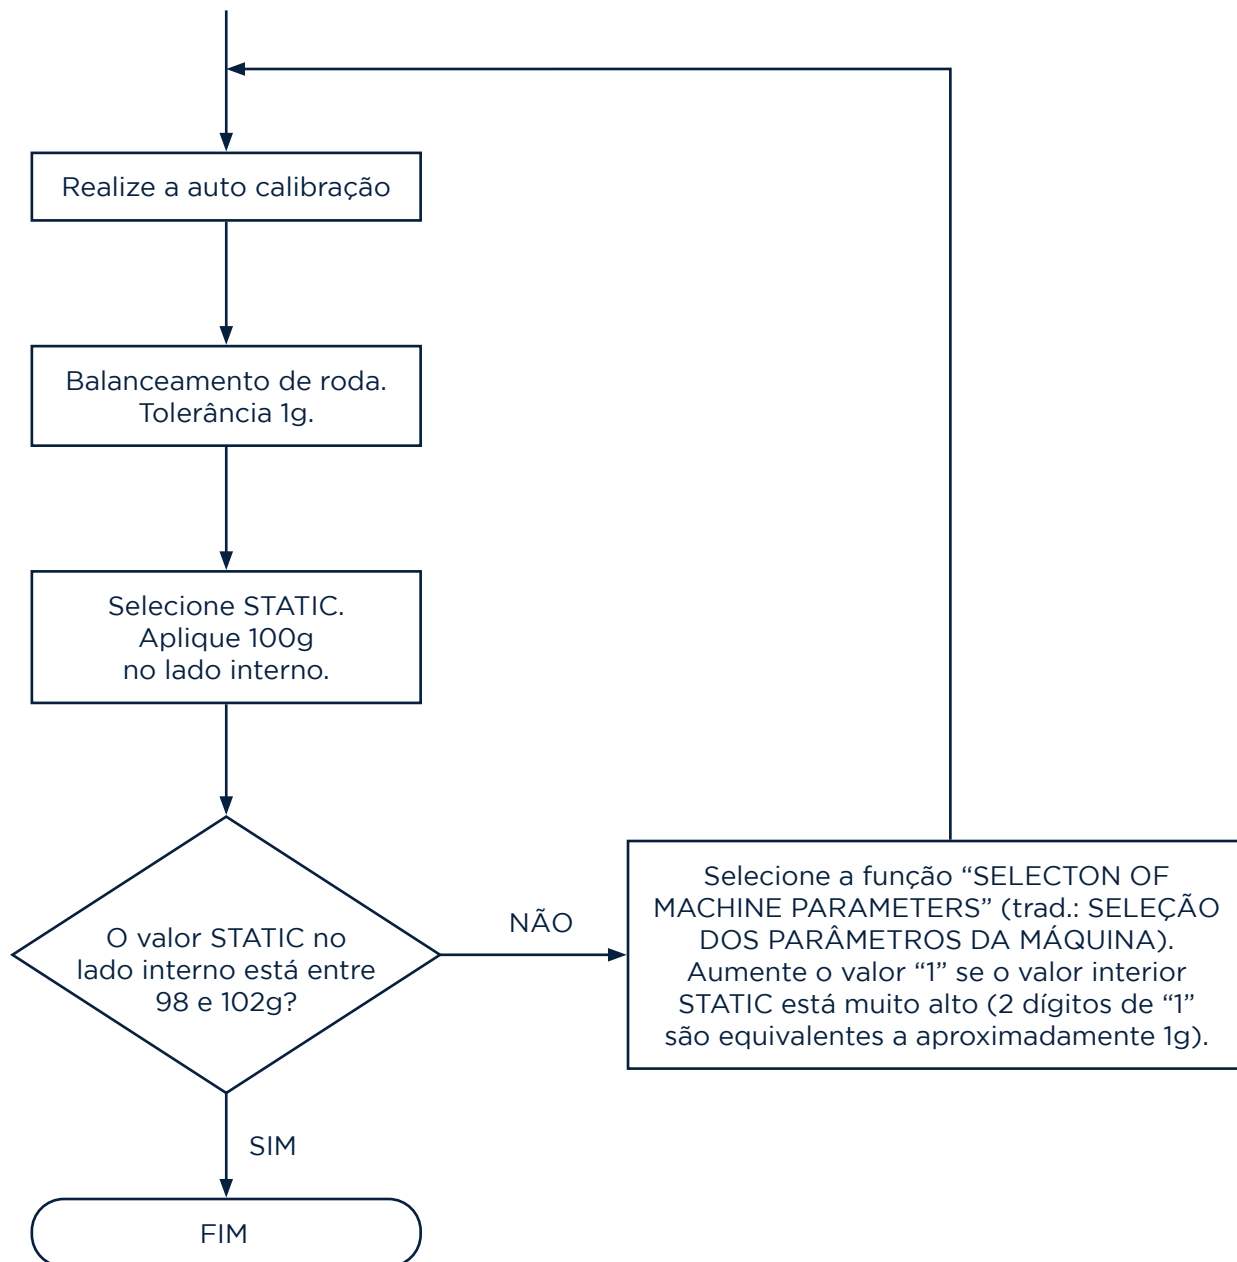 Realize a auto calibração
Balanceamento de roda.
Tolerância 1g.
Selecione STATIC.
Aplique 100g
no lado interno.
O valor STATIC no
lado interno está entre
98 e 102g?
NÃO
Selecione a função “SELECTON OF
MACHINE PARAMETERS” (trad.: SELEÇÃO
DOS PARÂMETROS DA MÁQUINA).
Aumente o valor “1” se o valor interior
STATIC está muito alto (2 dígitos de “1”
são equivalentes a aproximadamente 1g).
SIM
FIM